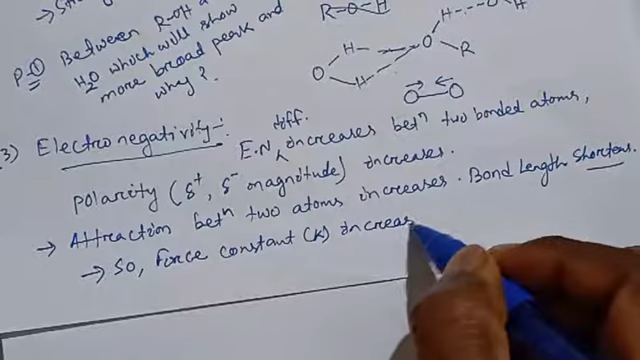 P.① Between R-OH &
H₂O which will show
more broad peak and
why?
R-O-H
H
O
H
H
O
R
H
O O
3) Electronegativity:
E.N. diff. increases betⁿ two bonded atoms,
polarity (δ⁺, δ⁻ magnitude) increases.
→ Attraction betⁿ two atoms increases. Bond Length shortens.
→ So, Force constant (K) increas